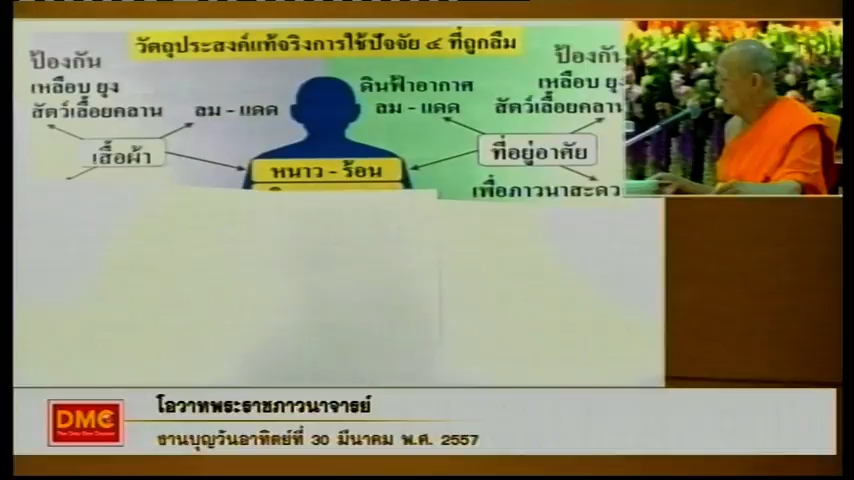 วัตถุประสงค์แท้จริงการใช้ปัจจัย ๔ ที่ถูกลืม
ป้องกัน
เหลือบ ยุง
สัตว์เลื้อยคลาน
ลม - แดด
ดินฟ้าอากาศ
ลม - แดด
ป้องกัน
เหลือบ ยุ
สัตว์เลื้อยคลาน
เสื้อผ้า
ที่อยู่อาศัย
หนาว - ร้อน
เพื่อภาวนาสะดว
DMC
โอวาทพระราชภาวนาจารย์
งานบุญวันอาทิตย์ที่ 30 มีนาคม พ.ศ. 2557